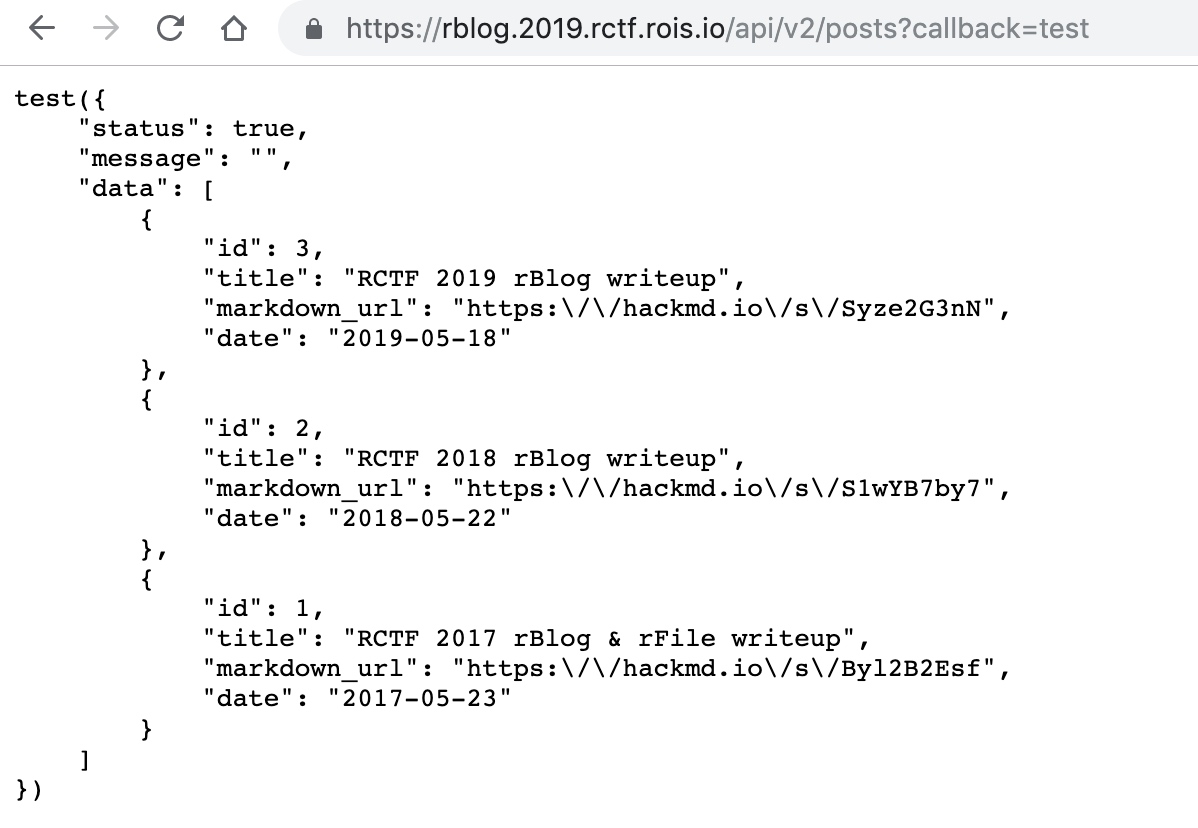 https://rblog.2019.rctf.rois.io/api/v2/posts?callback=test
test({
    "status": true,
    "message": "",
    "data": [
        {
            "id": 3,
            "title": "RCTF 2019 rBlog writeup",
            "markdown_url": "https:\/\/hackmd.io\/s\/Syze2G3nN",
            "date": "2019-05-18"
        },
        {
            "id": 2,
            "title": "RCTF 2018 rBlog writeup",
            "markdown_url": "https:\/\/hackmd.io\/s\/S1wYB7by7",
            "date": "2018-05-22"
        },
        {
            "id": 1,
            "title": "RCTF 2017 rBlog & rFile writeup",
            "markdown_url": "https:\/\/hackmd.io\/s\/Byl2B2Esf",
            "date": "2017-05-23"
        }
    ]
})